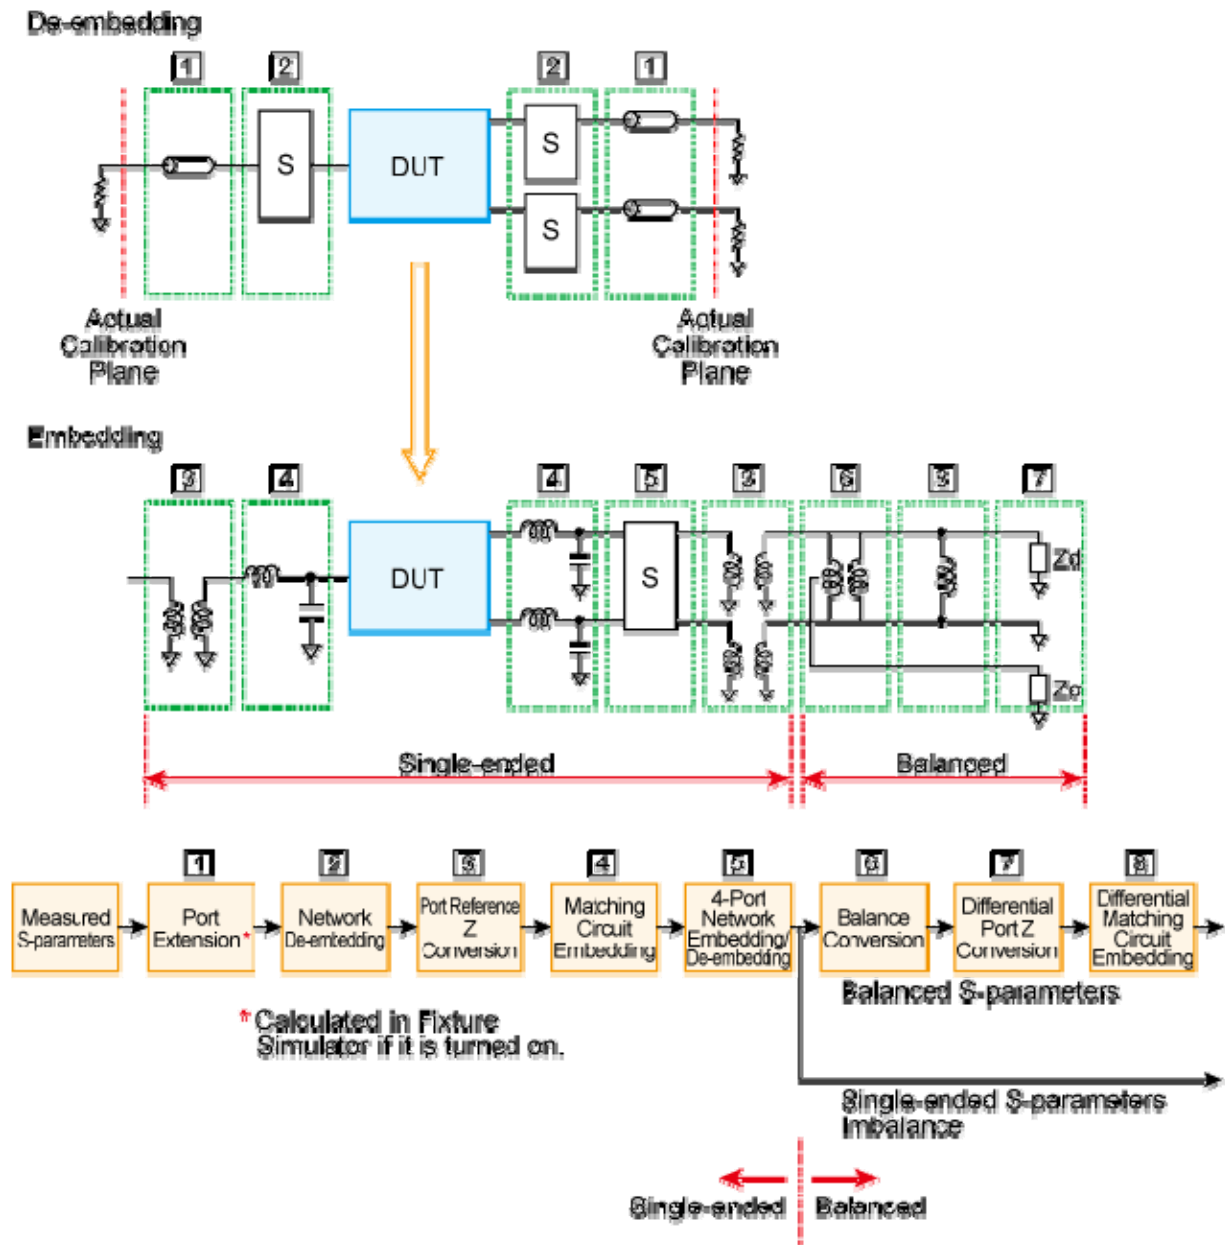 De-embedding
1
2
2
1
S
DUT
S
S
Actual
Calibration
Plane
Actual
Calibration
Plane
Embedding
3
4
4
5
3
6
9
7
DUT
S
Zd
Single-ended
Balanced
1
2
3
4
5
6
7
8
Measured
S-parameters
Port
Extension*
Network
De-embedding
Port Reference
Z
Conversion
Matching
Circuit
Embedding
4-Port
Network
Embedding/
De-embedding
Balance
Conversion
Differential
Port Z
Conversion
Differential
Matching
Circuit
Embedding
Balanced S-parameters
* Calculated in Fixture
Simulator if it is turned on.
Single-ended S-parameters
Imbalance
Single-ended
Balanced